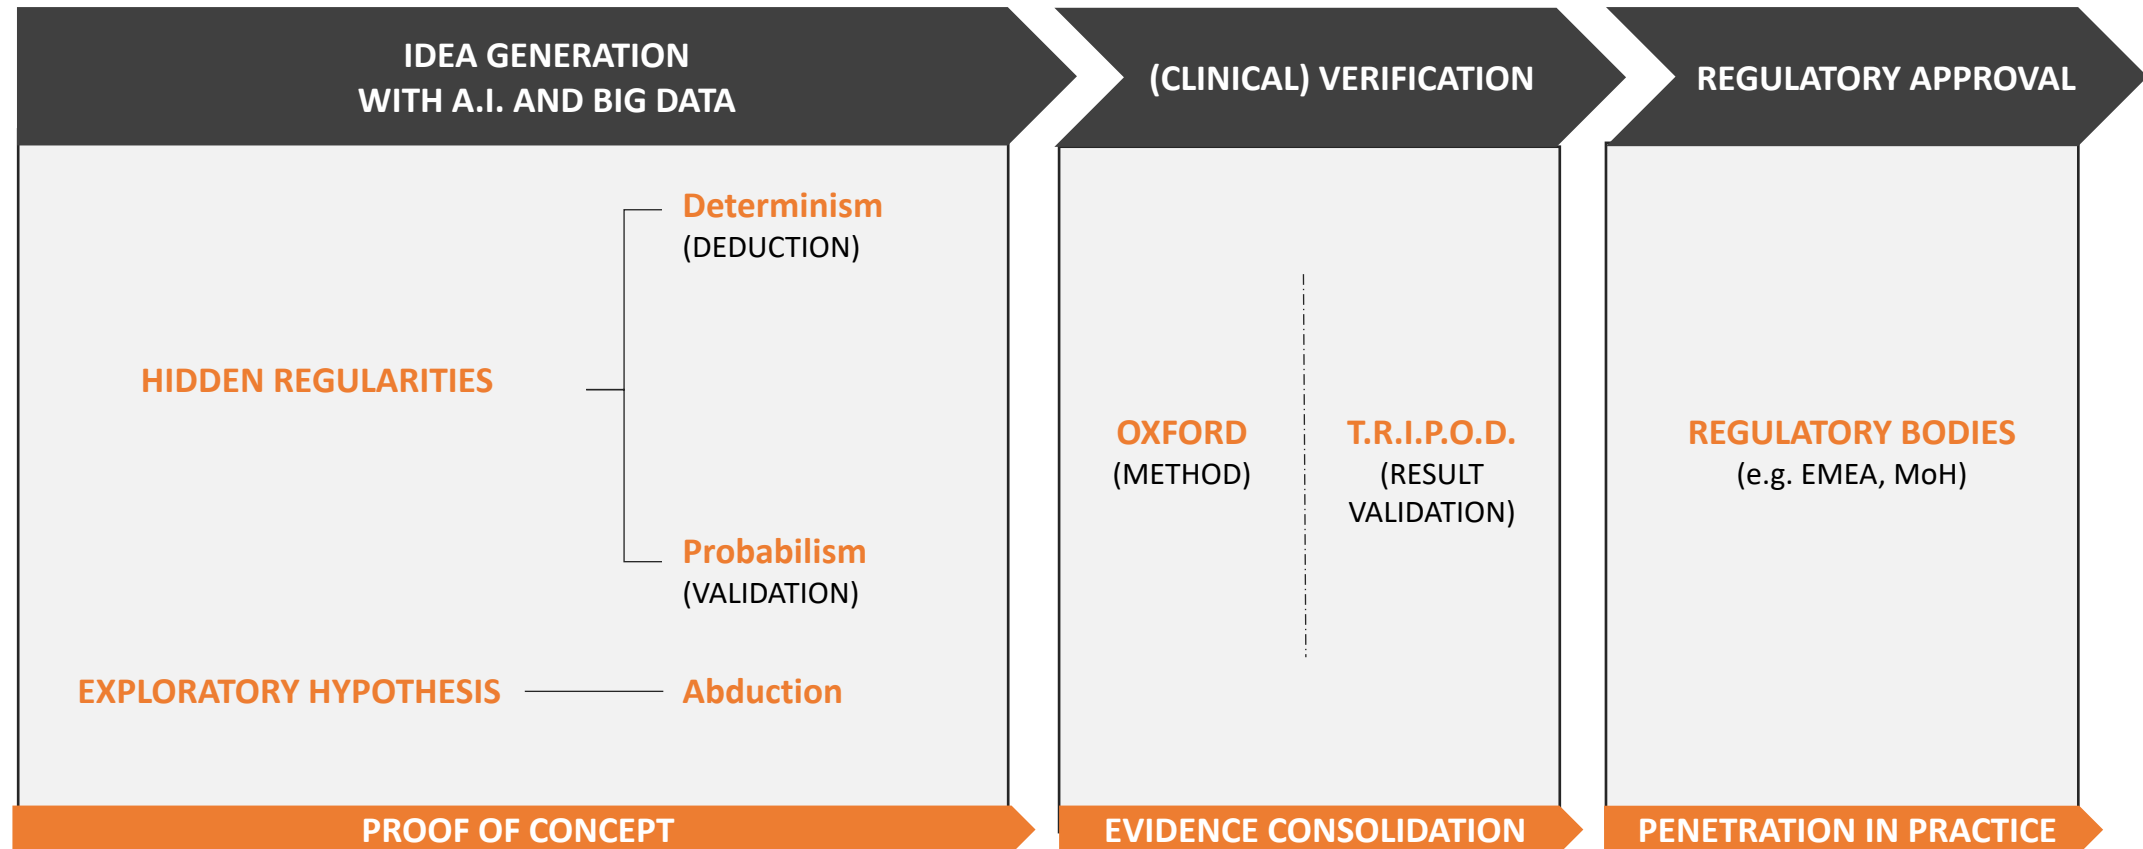 IDEA GENERATION
WITH A.I. AND BIG DATA
(CLINICAL) VERIFICATION
REGULATORY APPROVAL
Determinism
(DEDUCTION)
HIDDEN REGULARITIES
Probabilism
(VALIDATION)
EXPLORATORY HYPOTHESIS
Abduction
OXFORD
(METHOD)
T.R.I.P.O.D.
(RESULT
VALIDATION)
REGULATORY BODIES
(e.g. EMEA, MoH)
PROOF OF CONCEPT
EVIDENCE CONSOLIDATION
PENETRATION IN PRACTICE